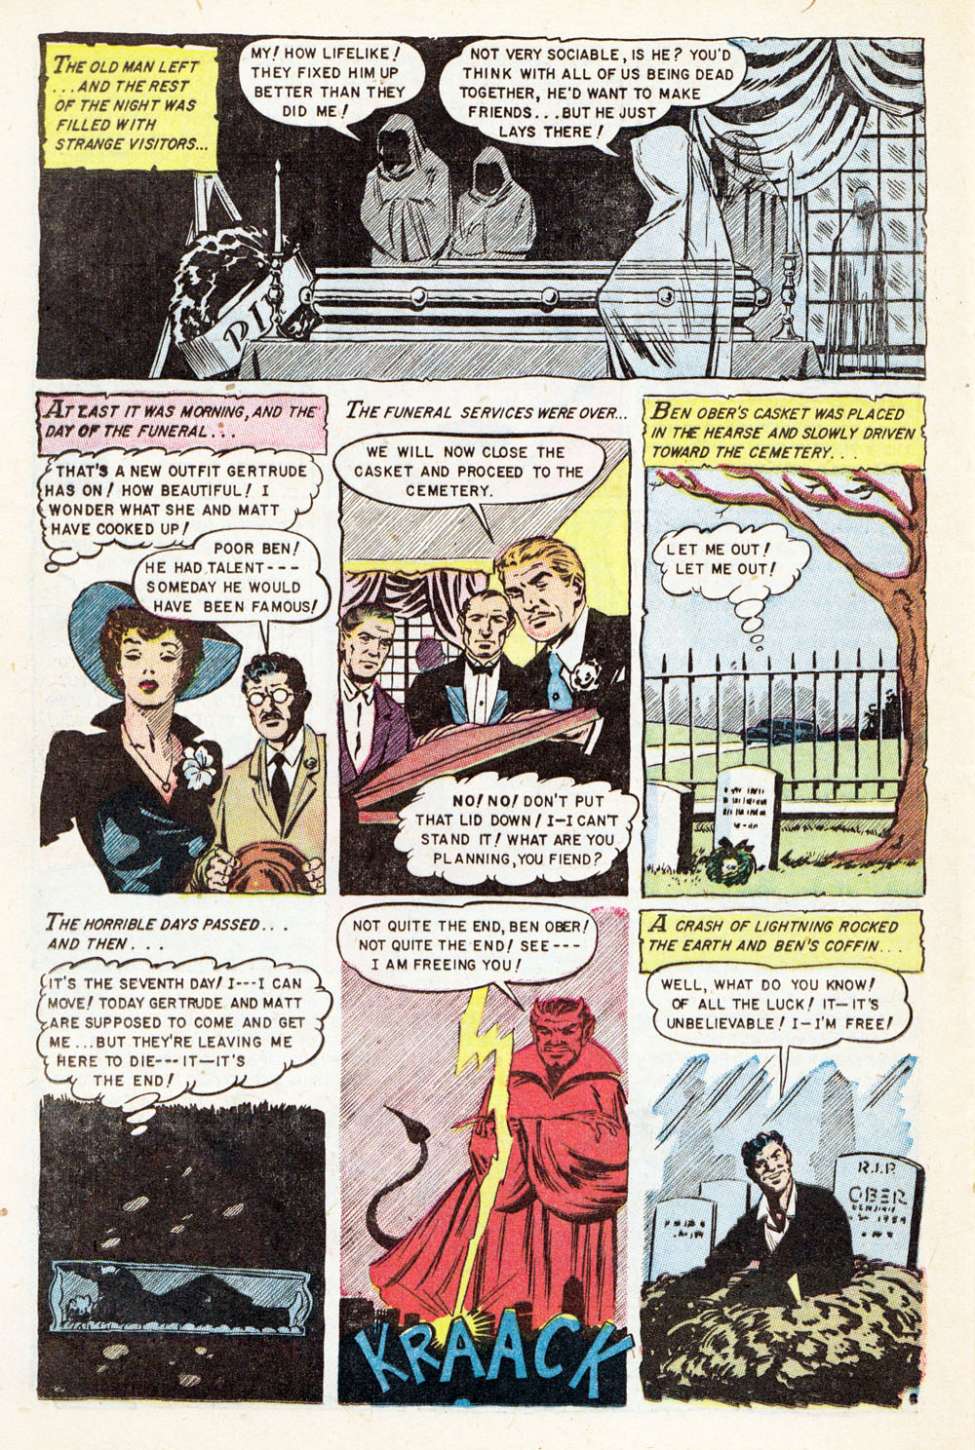 THE OLD MAN LEFT
...AND THE REST
OF THE NIGHT WAS
FILLED WITH
STRANGE VISITORS...
MY! HOW LIFELIKE!
THEY FIXED HIM UP
BETTER THAN THEY
DID ME!
NOT VERY SOCIABLE, IS HE? YOU'D
THINK WITH ALL OF US BEING DEAD
TOGETHER, HE'D WANT TO MAKE
FRIENDS...BUT HE JUST
LAYS THERE!
AT LAST IT WAS MORNING, AND THE
DAY OF THE FUNERAL...
THAT'S A NEW OUTFIT GERTRUDE
HAS ON! HOW BEAUTIFUL! I
WONDER WHAT SHE AND MATT
HAVE COOKED UP!
POOR BEN!
HE HAD TALENT---
SOMEDAY HE WOULD
HAVE BEEN FAMOUS!
THE FUNERAL SERVICES WERE OVER...
WE WILL NOW CLOSE THE
CASKET AND PROCEED TO THE
CEMETERY.
NO! NO! DON'T PUT
THAT LID DOWN! I--I CAN'T
STAND IT! WHAT ARE YOU
PLANNING, YOU FIEND?
BEN OBER'S CASKET WAS PLACED
IN THE HEARSE AND SLOWLY DRIVEN
TOWARD THE CEMETERY...
LET ME OUT!
LET ME OUT!
THE HORRIBLE DAYS PASSED...
AND THEN...
IT'S THE SEVENTH DAY! I---I CAN
MOVE! TODAY GERTRUDE AND MATT
ARE SUPPOSED TO COME AND GET
ME...BUT THEY'RE LEAVING ME
HERE TO DIE---IT--IT'S
THE END!
NOT QUITE THE END, BEN OBER!
NOT QUITE THE END! SEE---
I AM FREEING YOU!
KRAACK
A CRASH OF LIGHTNING ROCKED
THE EARTH AND BEN'S COFFIN...
WELL, WHAT DO YOU KNOW!
OF ALL THE LUCK! IT--IT'S
UNBELIEVABLE! I--I'M FREE!
R.I.P.
OBER